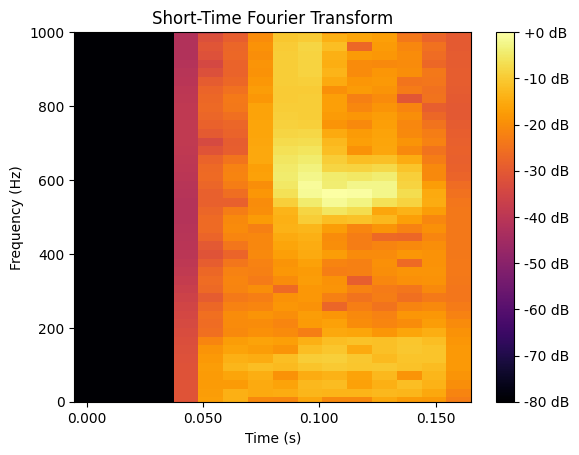 Short-Time Fourier Transform
Frequency (Hz)
1000
800
600
400
200
0
0.000
0.050
0.100
0.150
Time (s)
+0 dB
-10 dB
-20 dB
-30 dB
-40 dB
-50 dB
-60 dB
-70 dB
-80 dB